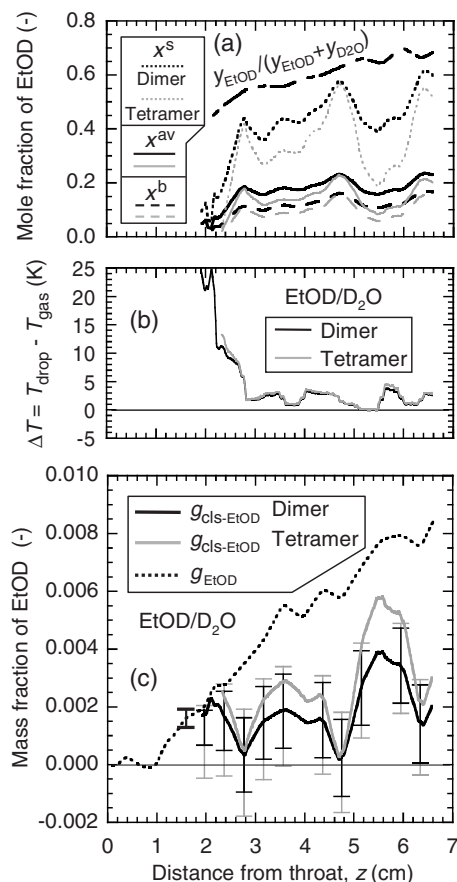 0.8
0.6
0.4
0.2
0.0
Mole fraction of EtOD (-)
(a)
x^s
Dimer
Tetramer
x^av
x^b
y_EtOD/(y_EtOD+y_D2O)
25
20
15
10
5
0
-5
ΔT = T_drop - T_gas (K)
(b)
EtOD/D₂O
Dimer
Tetramer
0.010
0.008
0.006
0.004
0.002
0.000
-0.002
Mass fraction of EtOD (-)
g_cls-EtOD Dimer
g_cls-EtOD Tetramer
g_EtOD
EtOD/D₂O
(c)
0 1 2 3 4 5 6 7
Distance from throat, z (cm)